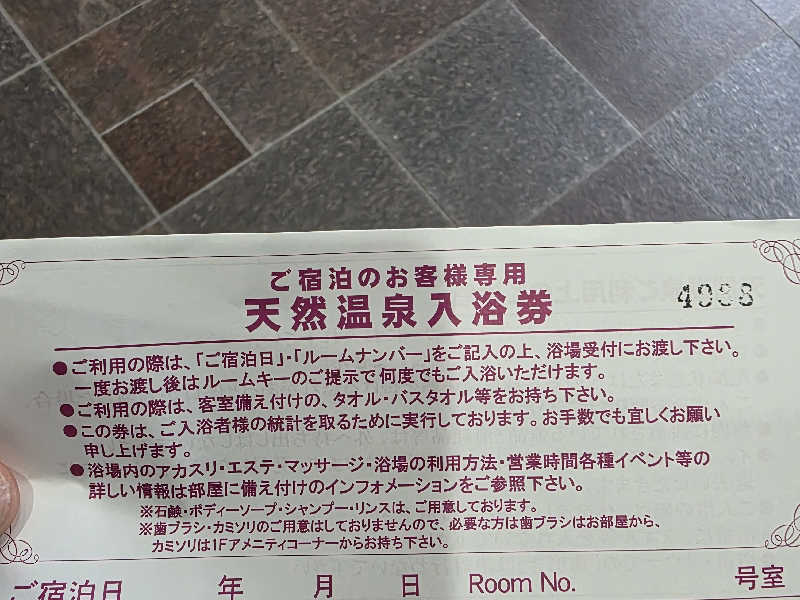 ご宿泊のお客様専用
天然温泉入浴券
4938
●ご利用の際は、「ご宿泊日」・「ルームナンバー」をご記入の上、浴場受付にお渡し下さい。
一度お渡し後はルームキーのご提示で何度でもご入浴いただけます。
●ご利用の際は、客室備え付けの、タオル・バスタオル等をお持ち下さい。
●この券は、ご入浴者様の統計を取るために実行しております。お手数でも宜しくお願い
申し上げます。
●浴場内のアカスリ・エステ・マッサージ・浴場の利用方法・営業時間各種イベント等の
詳しい情報は部屋に備え付けのインフォメーションをご参照下さい。
※石鹸・ボディーソープ・シャンプー・リンスは、ご用意しております。
※歯ブラシ・カミソリのご用意はしておりませんので、必要な方は歯ブラシはお部屋から、
カミソリは1Fアメニティコーナーからお持ち下さい。
ご宿泊日 年 月 日 Room No. 号室